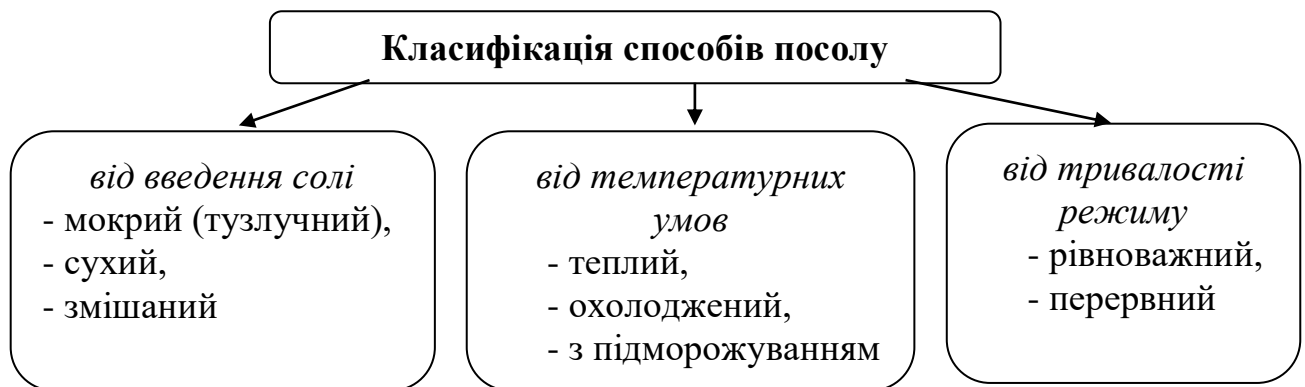 Класифікація способів посолу
від введення солі
- мокрий (тузлучний),
- сухий,
- змішаний
від температурних
умов
- теплий,
- охолоджений,
- з підморожуванням
від тривалості
режиму
- рівноважний,
- перервний